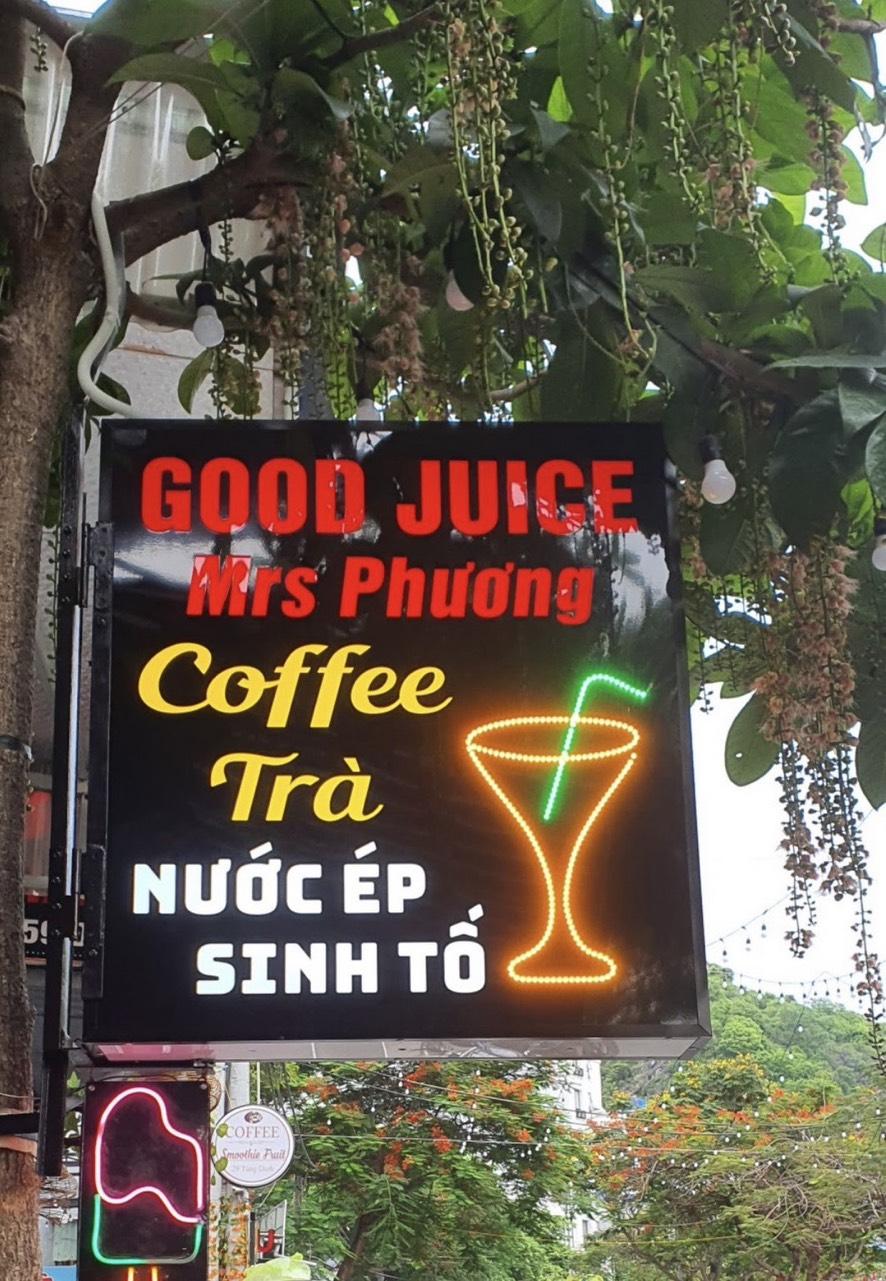 GOOD JUICE
Mrs Phương
Coffee
Trà
NƯỚC ÉP
SINH TỐ
COFFEE
Smoothie Fruit